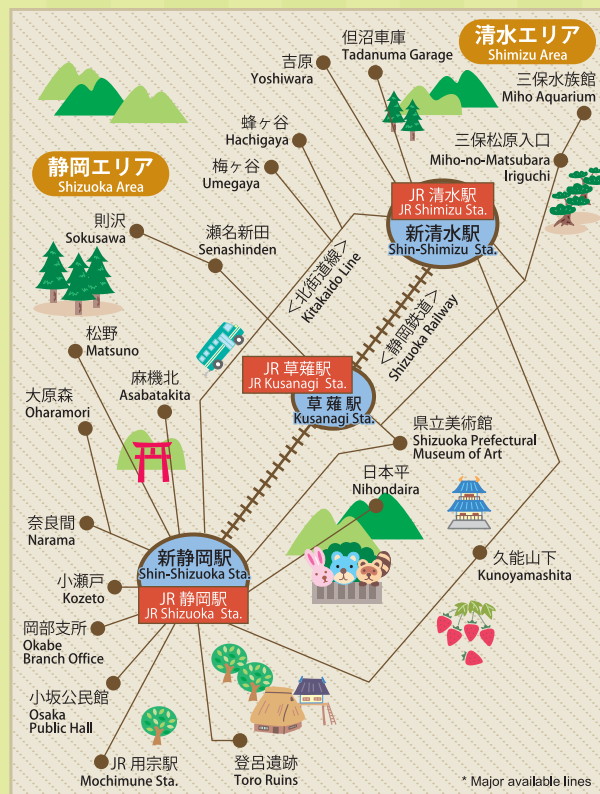 清水エリア
Shimizu Area
但沼車庫
Tadanuma Garage
吉原
Yoshiwara
三保水族館
Miho Aquarium
蜂ヶ谷
Hachigaya
三保松原入口
Miho-no-Matsubara
Iriguchi
梅ヶ谷
Umegaya
静岡エリア
Shizuoka Area
JR 清水駅
JR Shimizu Sta.
新清水駅
Shin-Shimizu Sta.
則沢
Sokusawa
瀬名新田
Senashinden
<北街道線>
Kitakaido Line
<静岡鉄道>
Shizuoka Railway
松野
Matsuno
麻機北
Asabatakita
大原森
Oharamori
JR 草薙駅
JR Kusanagi Sta.
草薙駅
Kusanagi Sta.
県立美術館
Shizuoka Prefectural
Museum of Art
日本平
Nihondaira
奈良間
Narama
新静岡駅
Shin-Shizuoka Sta.
JR 静岡駅
JR Shizuoka Sta.
久能山下
Kunoyamashita
小瀬戸
Kozeto
岡部支所
Okabe
Branch Office
小坂公民館
Osaka
Public Hall
JR 用宗駅
Mochimune Sta.
登呂遺跡
Toro Ruins
* Major available lines